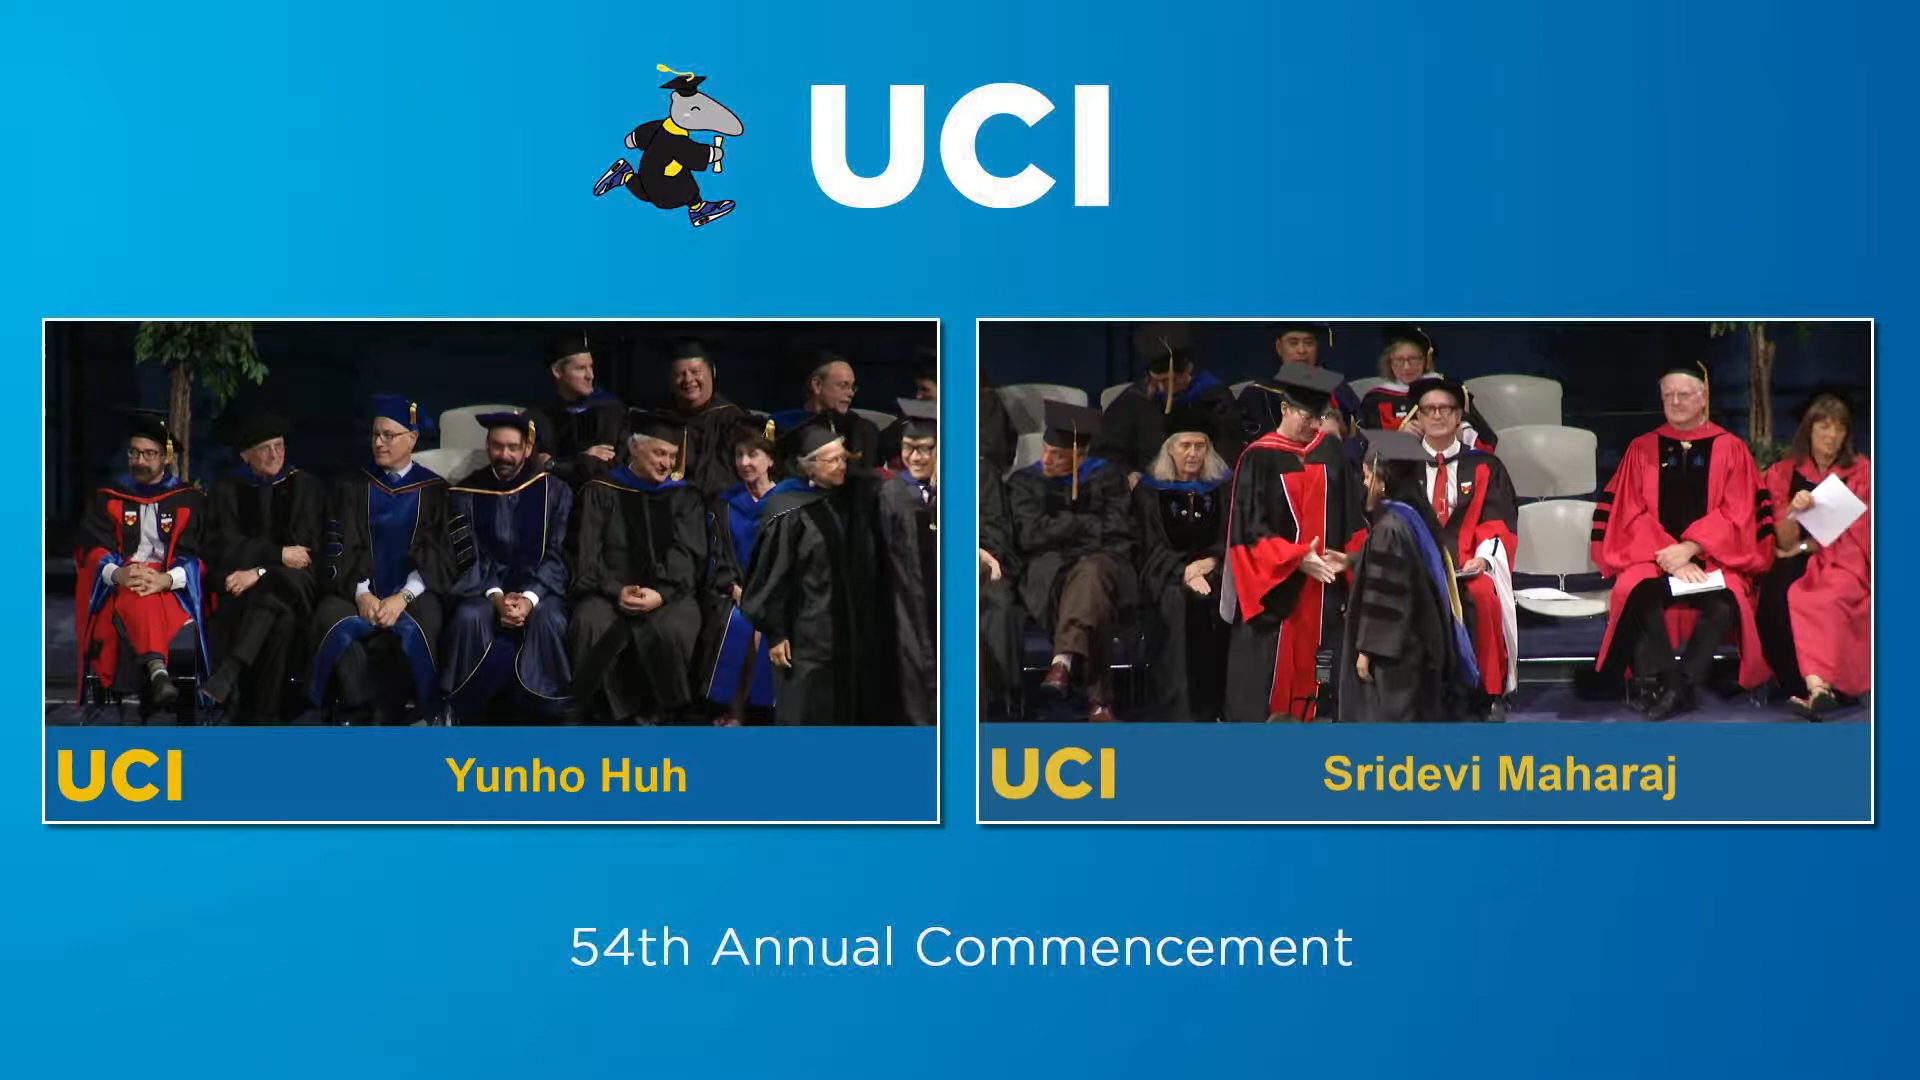 UCI
UCI
Yunho Huh
UCI
Sridevi Maharaj
54th Annual Commencement